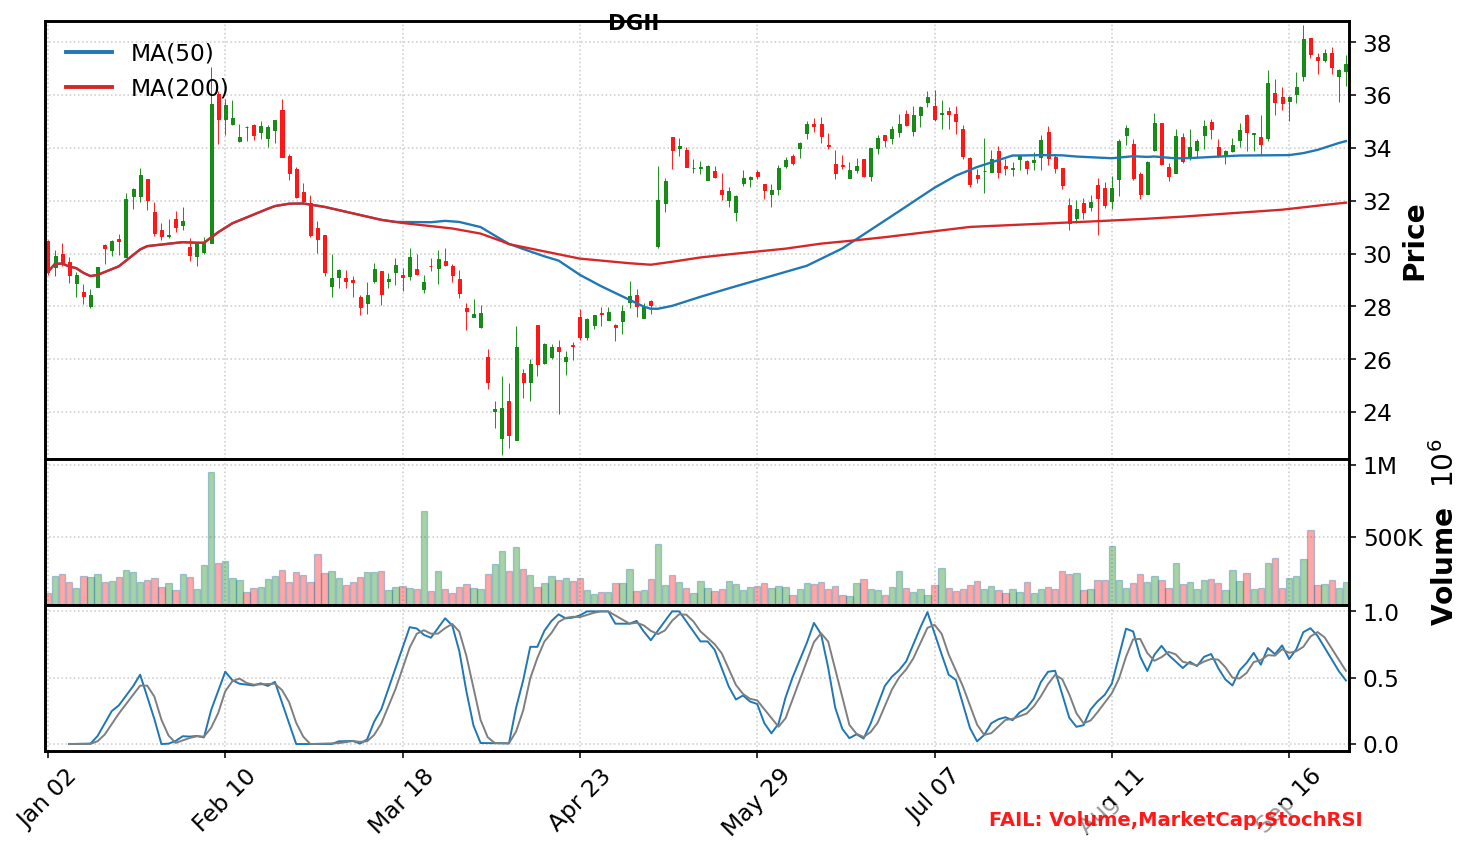 DGII
MA(50)
MA(200)
38
36
34
32
30
28
26
24
Price
1M
500K
Volume 10^6
1.0
0.5
0.0
Jan 02
Feb 10
Mar 18
Apr 23
May 29
Jul 07
Aug 11
Sep 16
FAIL: Volume,MarketCap,StochRSI